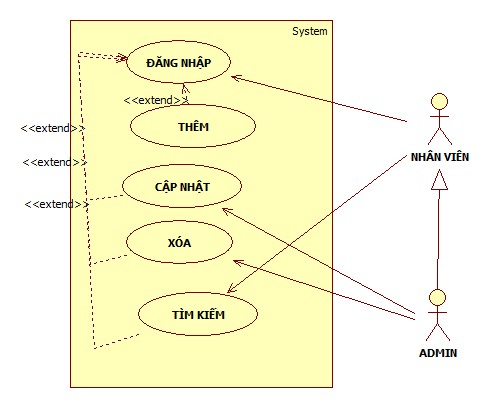 System
ĐĂNG NHẬP
<<extend>>
THÊM
<<extend>>
NHÂN VIÊN
<<extend>>
CẬP NHẬT
<<extend>>
XÓA
TÌM KIẾM
ADMIN